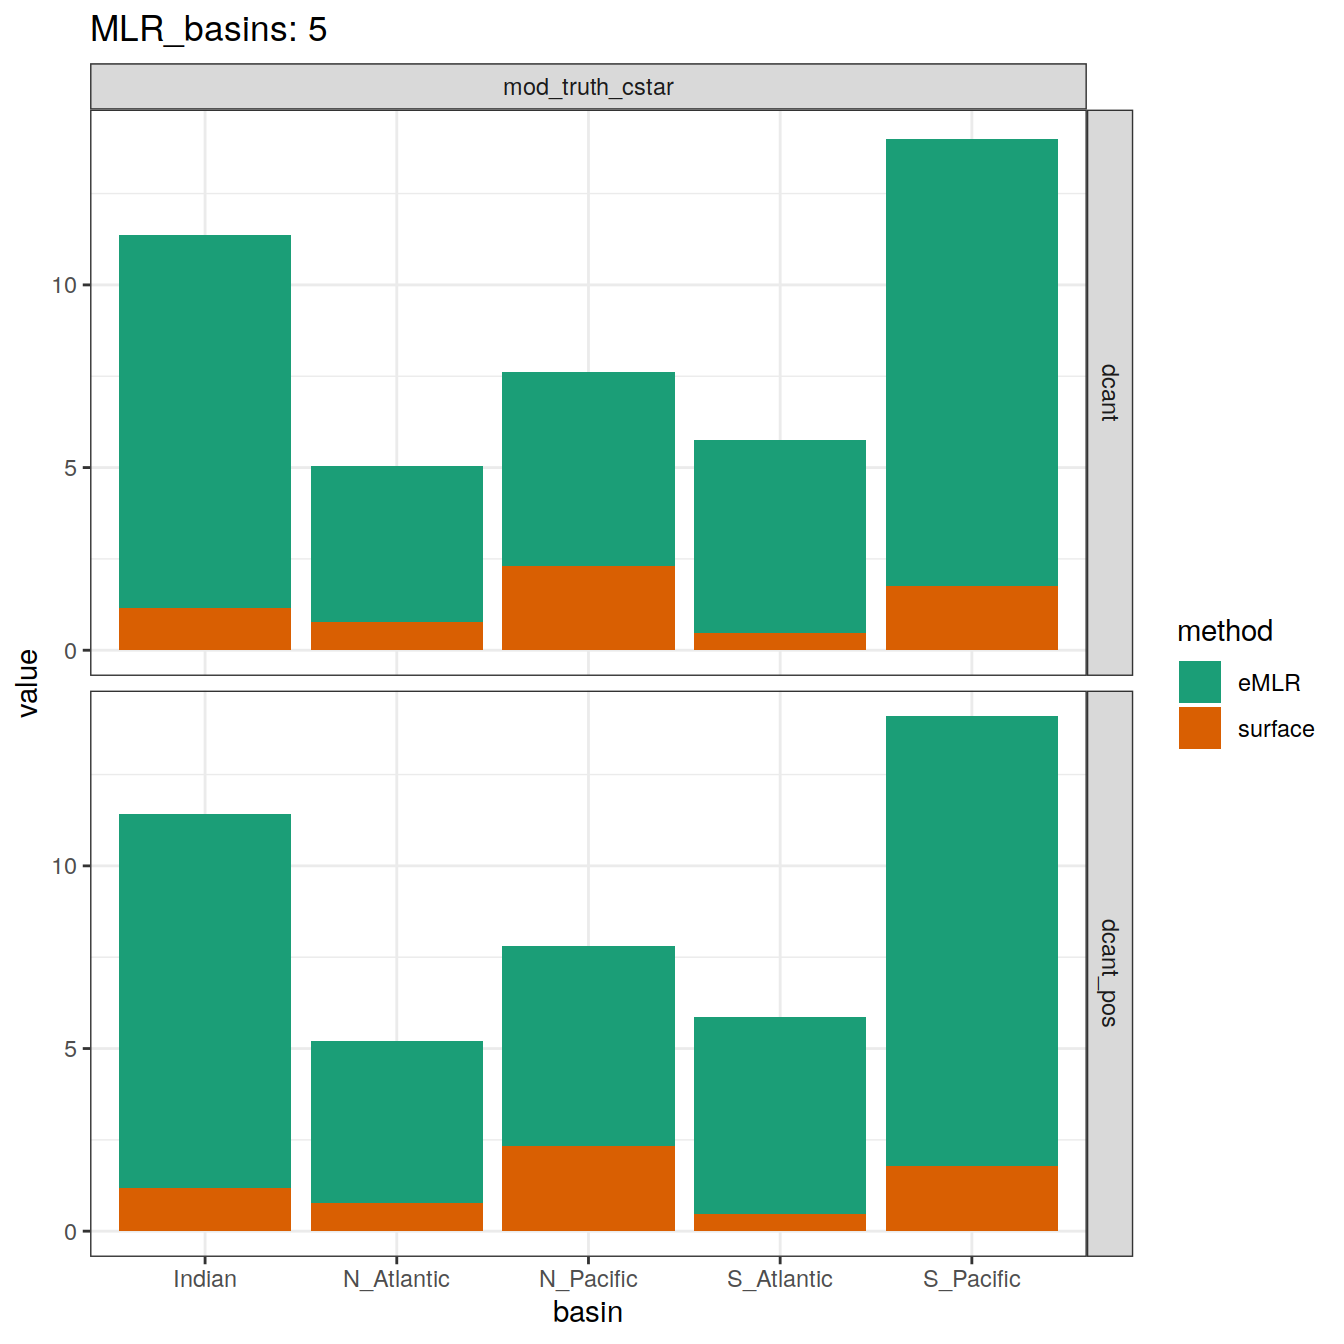 MLR_basins: 5
mod_truth_cstar
10
5
0
dcant
value
10
5
0
dcant_pos
Indian
N_Atlantic
N_Pacific
S_Atlantic
S_Pacific
basin
method
eMLR
surface